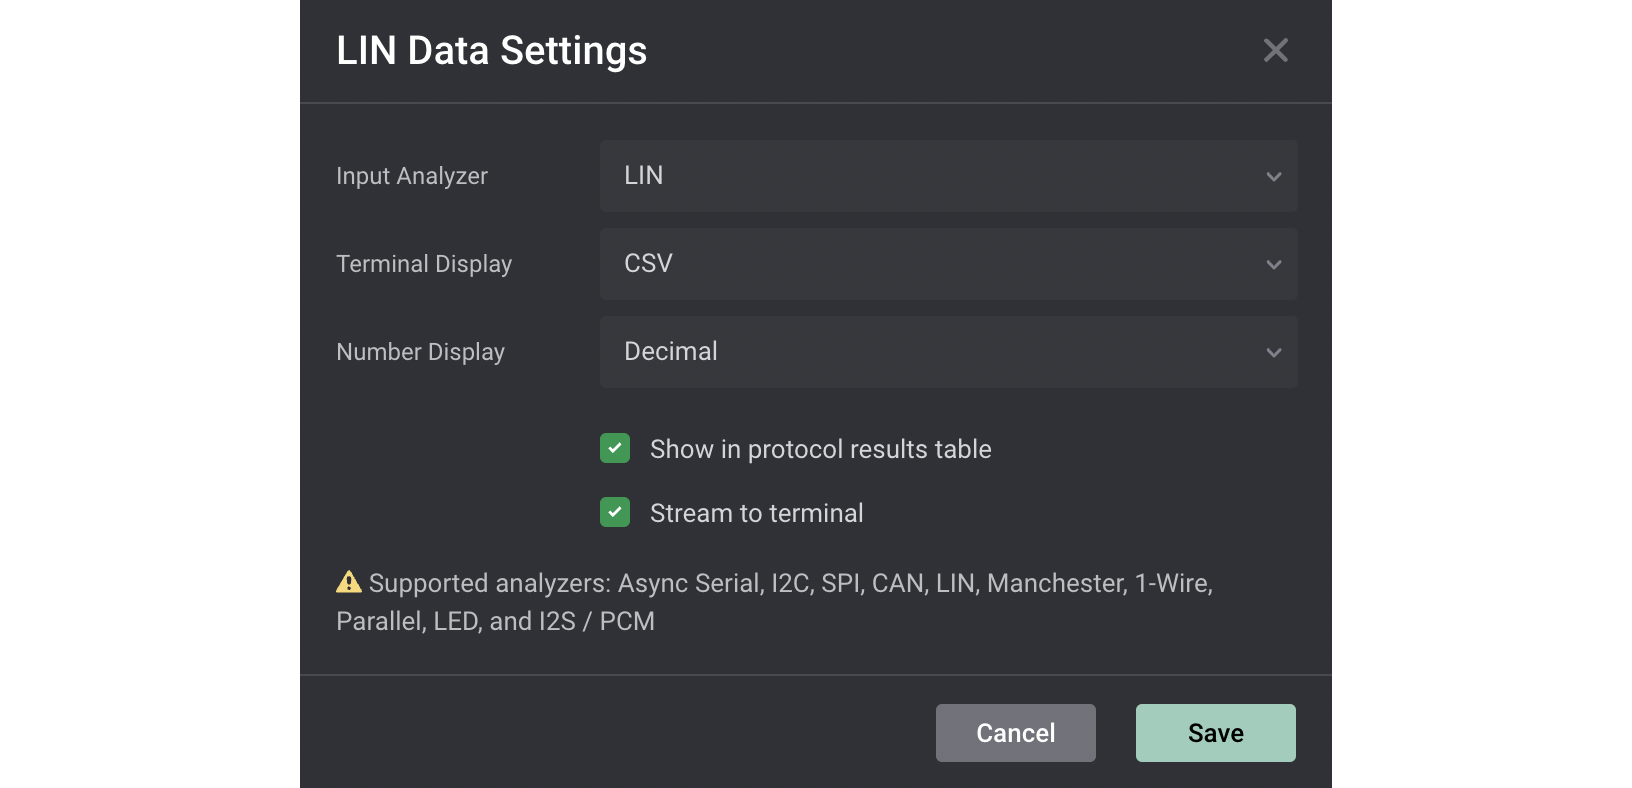 LIN Data Settings
Input Analyzer
LIN
Terminal Display
CSV
Number Display
Decimal
Show in protocol results table
Stream to terminal
Supported analyzers: Async Serial, I2C, SPI, CAN, LIN, Manchester, 1-Wire,
Parallel, LED, and I2S / PCM
Cancel
Save